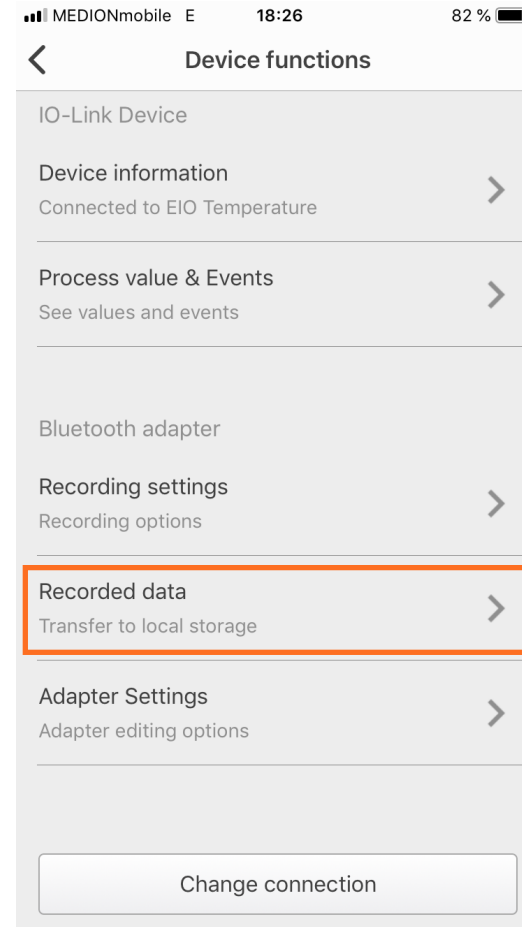 MEDIONmobile E 18:26 82 %
Device functions
IO-Link Device
Device information
Connected to EIO Temperature
Process value & Events
See values and events
Bluetooth adapter
Recording settings
Recording options
Recorded data
Transfer to local storage
Adapter Settings
Adapter editing options
Change connection